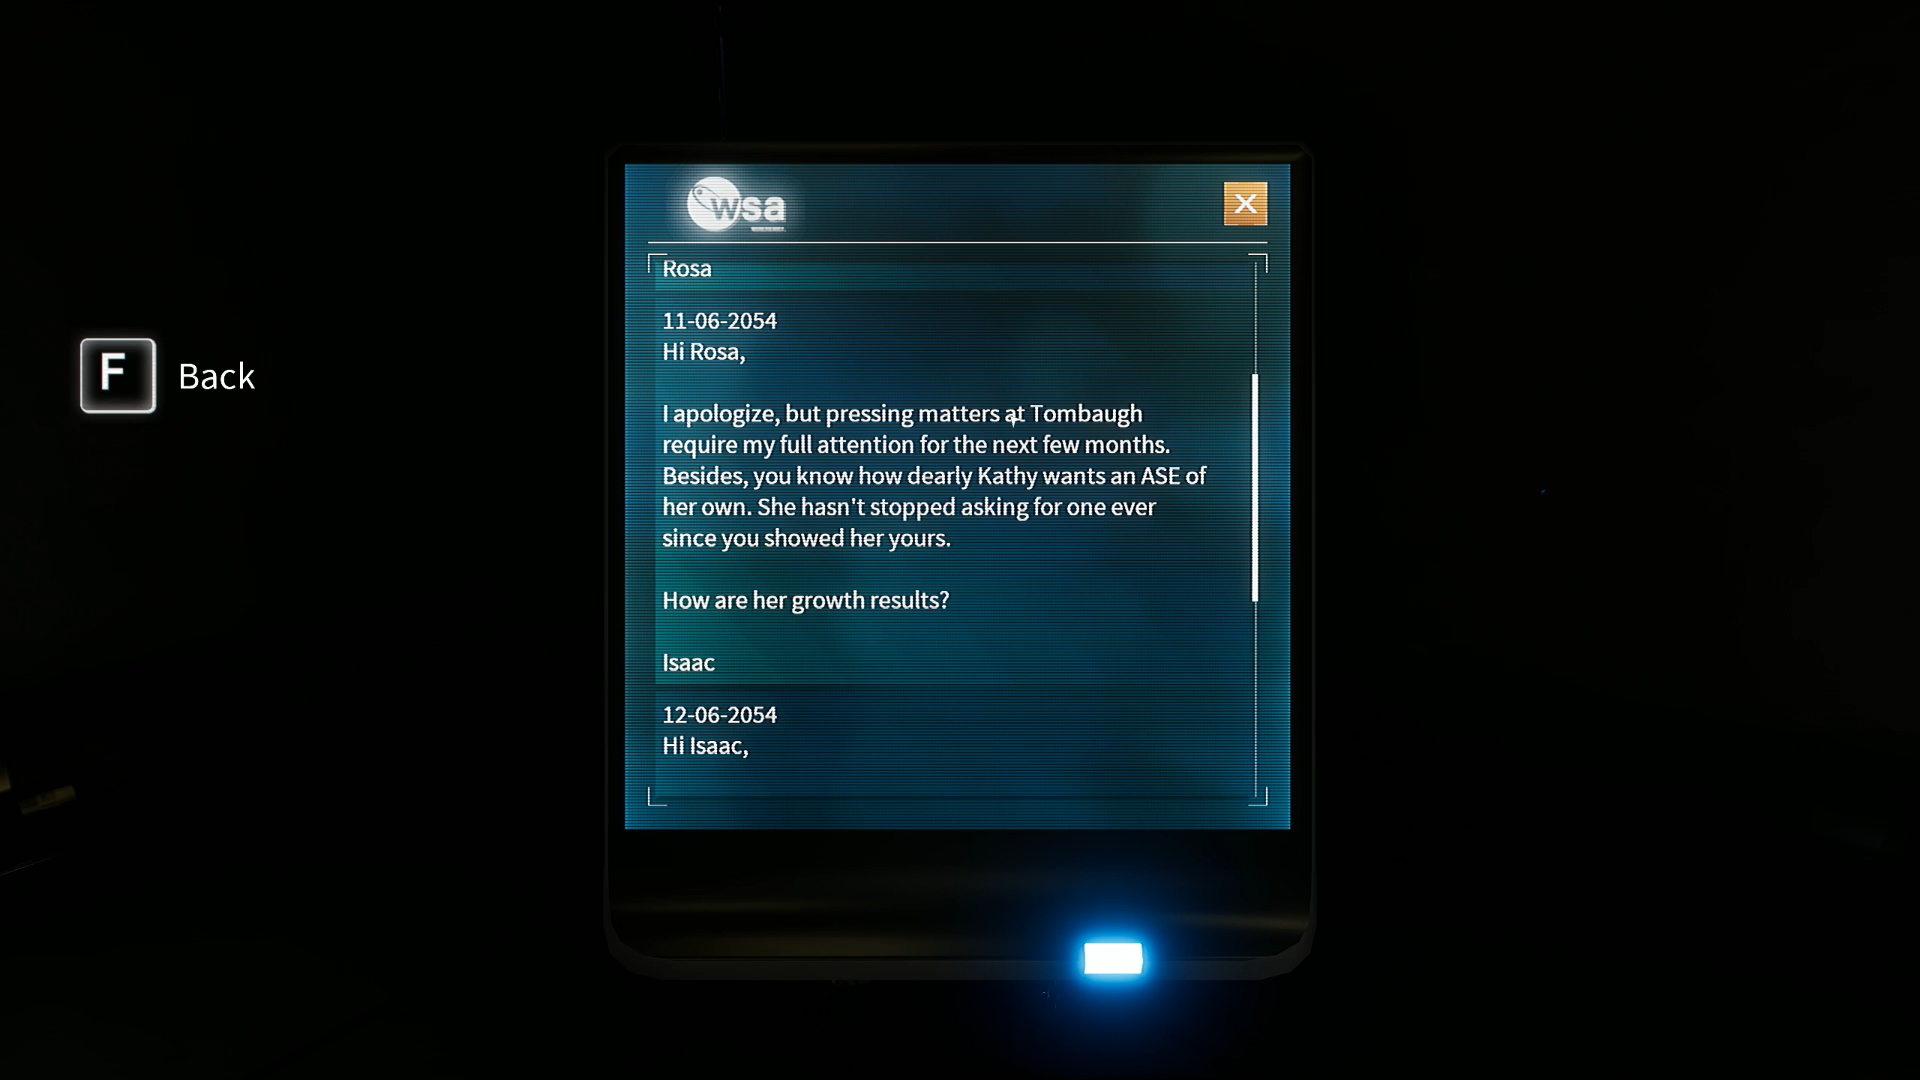 wsa
F
Back
Rosa
11-06-2054
Hi Rosa,
I apologize, but pressing matters at Tombaugh
require my full attention for the next few months.
Besides, you know how dearly Kathy wants an ASE of
her own. She hasn't stopped asking for one ever
since you showed her yours.
How are her growth results?
Isaac
12-06-2054
Hi Isaac,